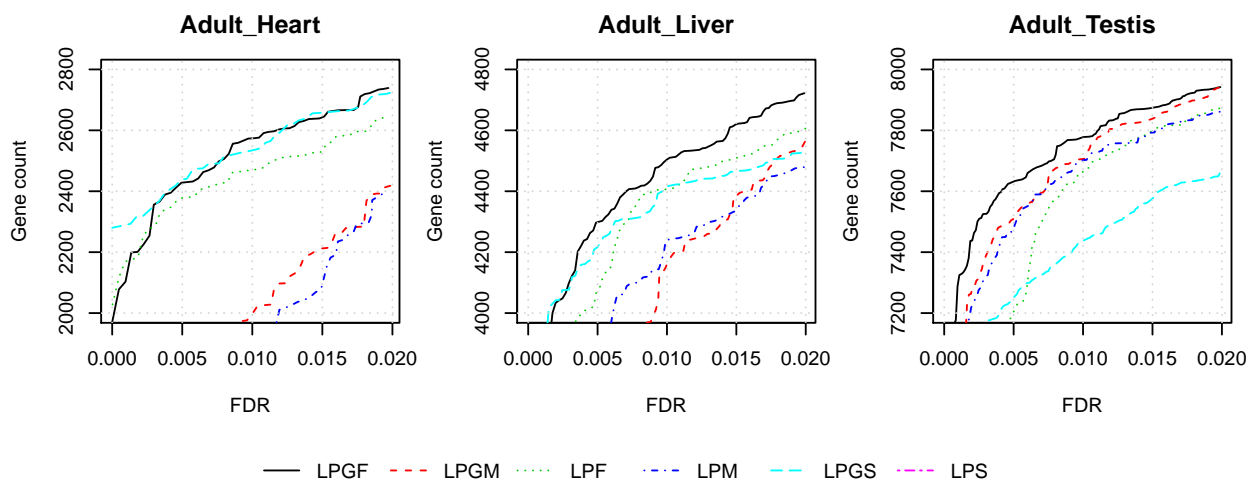 Adult_Heart
Gene count
2000 2200 2400 2600 2800
0.000 0.005 0.010 0.015 0.020
FDR
Adult_Liver
Gene count
4000 4200 4400 4600 4800
0.000 0.005 0.010 0.015 0.020
FDR
Adult_Testis
Gene count
7200 7400 7600 7800 8000
0.000 0.005 0.010 0.015 0.020
FDR
LPGF LPGM LPF LPM LPGS LPS